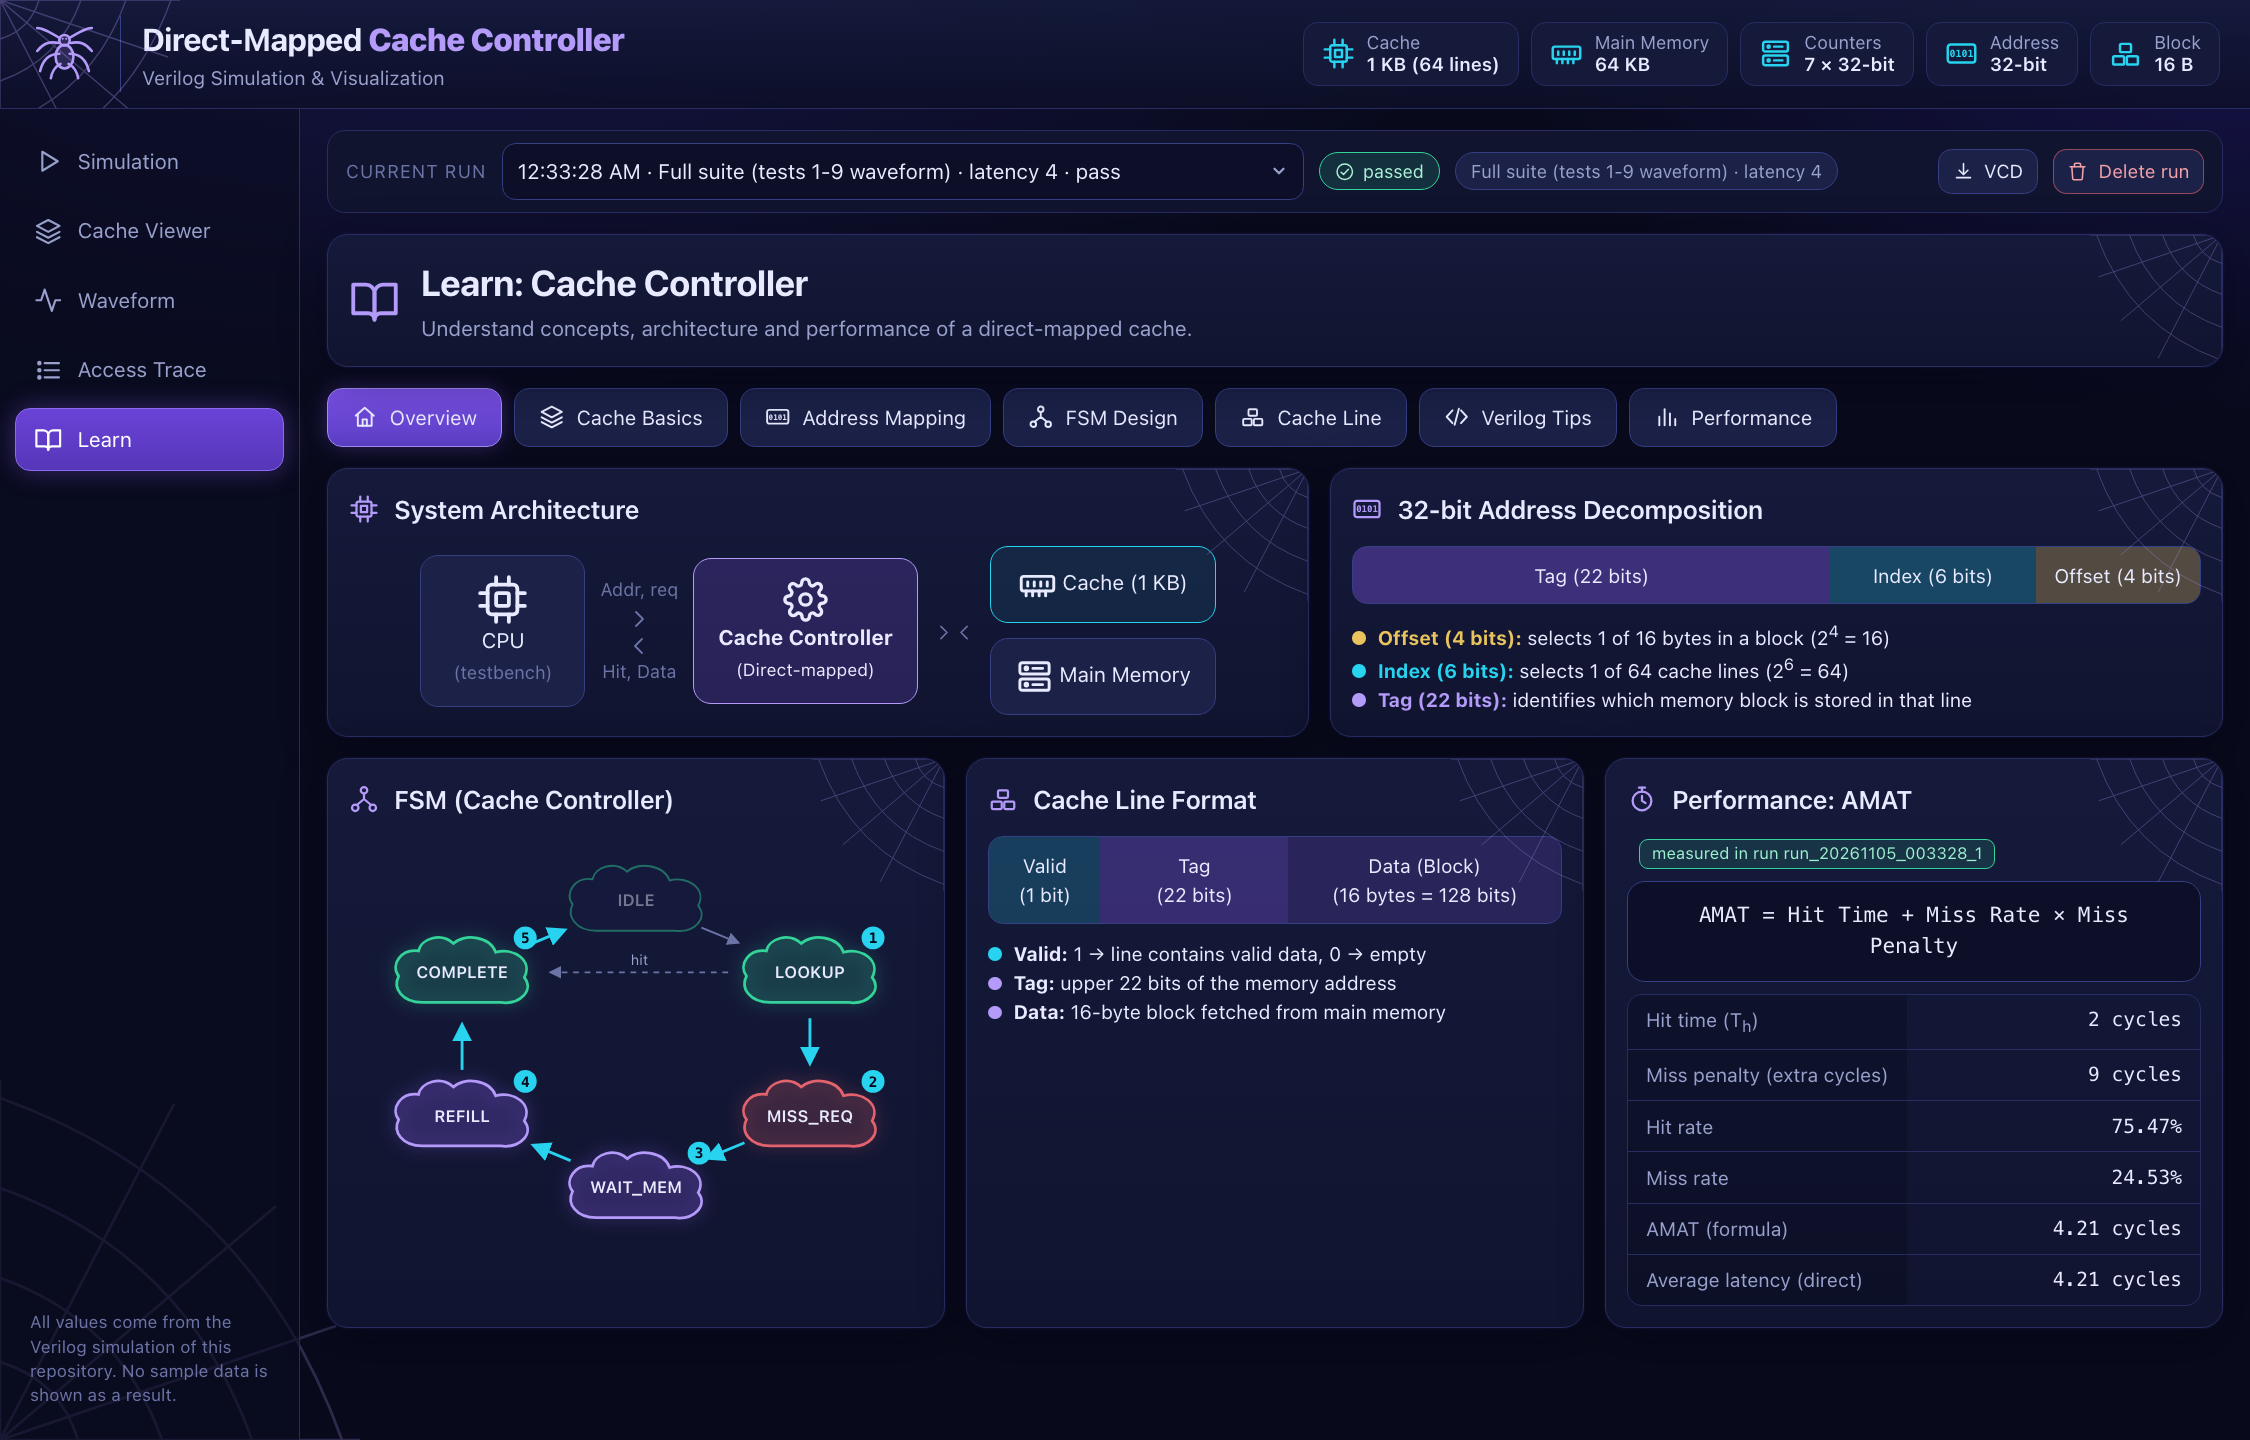 Direct-Mapped Cache Controller
Verilog Simulation & Visualization
Cache
1 KB (64 lines)
Main Memory
64 KB
Counters
7 × 32-bit
0101
Address
32-bit
Block
16 B
Simulation
Cache Viewer
Waveform
Access Trace
Learn
All values come from the
Verilog simulation of this
repository. No sample data is
shown as a result.
CURRENT RUN
12:33:28 AM · Full suite (tests 1-9 waveform) · latency 4 · pass
passed
Full suite (tests 1-9 waveform) · latency 4
VCD
Delete run
Learn: Cache Controller
Understand concepts, architecture and performance of a direct-mapped cache.
Overview
Cache Basics
0101
Address Mapping
FSM Design
Cache Line
Verilog Tips
Performance
System Architecture
CPU
(testbench)
Addr, req
Hit, Data
Cache Controller
(Direct-mapped)
Cache (1 KB)
Main Memory
0101
32-bit Address Decomposition
Tag (22 bits)
Index (6 bits)
Offset (4 bits)
Offset (4 bits): selects 1 of 16 bytes in a block (2⁴ = 16)
Index (6 bits): selects 1 of 64 cache lines (2⁶ = 64)
Tag (22 bits): identifies which memory block is stored in that line
FSM (Cache Controller)
IDLE
5
1
COMPLETE
hit
LOOKUP
4
2
REFILL
MISS_REQ
3
WAIT_MEM
Cache Line Format
Valid
(1 bit)
Tag
(22 bits)
Data (Block)
(16 bytes = 128 bits)
Valid: 1 → line contains valid data, 0 → empty
Tag: upper 22 bits of the memory address
Data: 16-byte block fetched from main memory
Performance: AMAT
measured in run run_20261105_003328_1
AMAT = Hit Time + Miss Rate × Miss
Penalty
Hit time (Th) 2 cycles
Miss penalty (extra cycles) 9 cycles
Hit rate 75.47%
Miss rate 24.53%
AMAT (formula) 4.21 cycles
Average latency (direct) 4.21 cycles